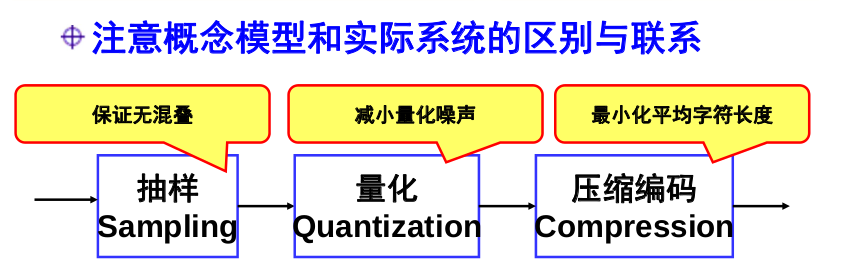 注意概念模型和实际系统的区别与联系
保证无混叠
减小量化噪声
最小化平均字符长度
抽样
Sampling
量化
Quantization
压缩编码
Compression